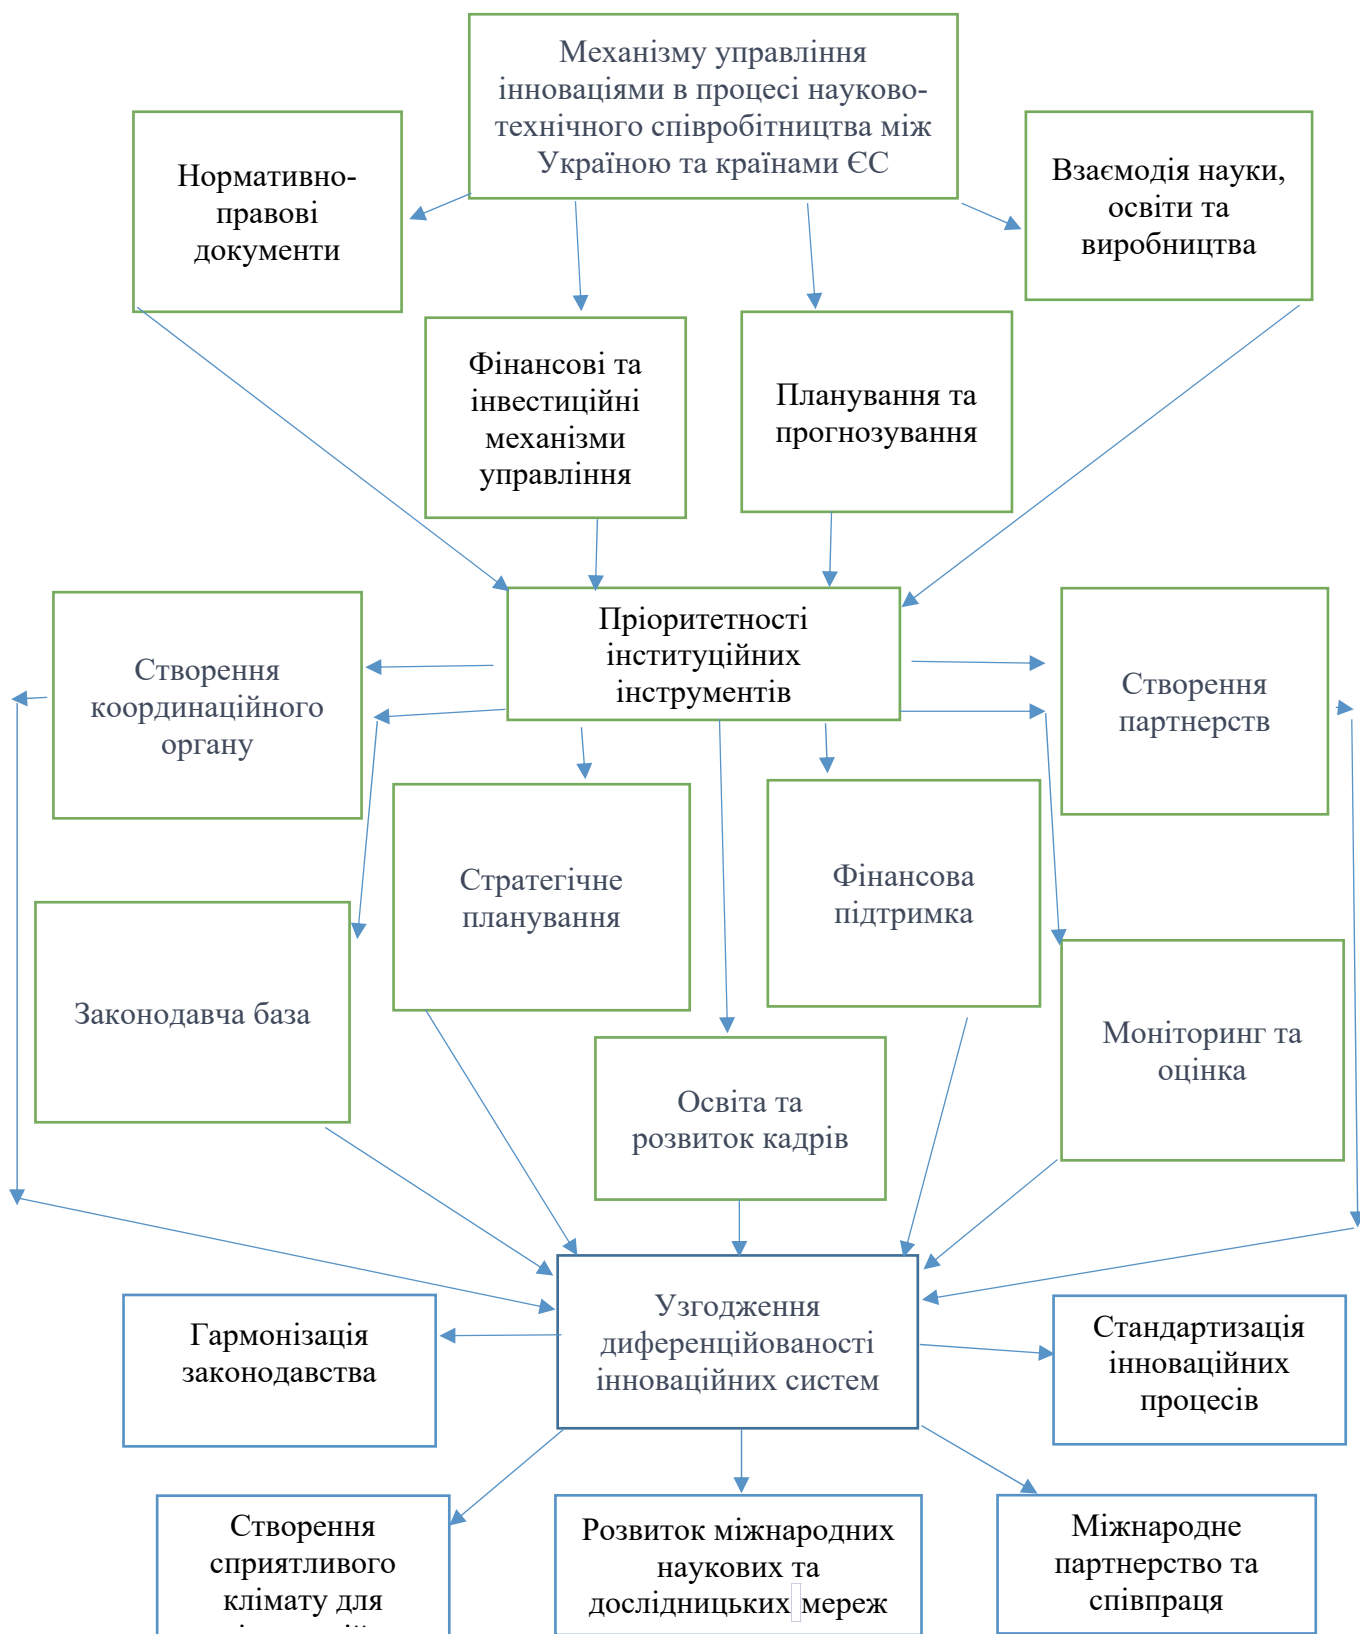 Механізму управління
інноваціями в процесі науково-
технічного співробітництва між
Україною та країнами ЄС
Нормативно-
правові
документи
Взаємодія науки,
освіти та
виробництва
Фінансові та
інвестиційні
механізми
управління
Планування та
прогнозування
Пріоритетності
інституційних
інструментів
Створення
координаційного
органу
Створення
партнерств
Стратегічне
планування
Фінансова
підтримка
Законодавча база
Моніторинг та
оцінка
Освіта та
розвиток кадрів
Узгодження
диференційованості
інноваційних систем
Гармонізація
законодавства
Стандартизація
інноваційних
процесів
Створення
сприятливого
клімату для
Розвиток міжнародних
наукових та
дослідницьких мереж
Міжнародне
партнерство та
співпраця